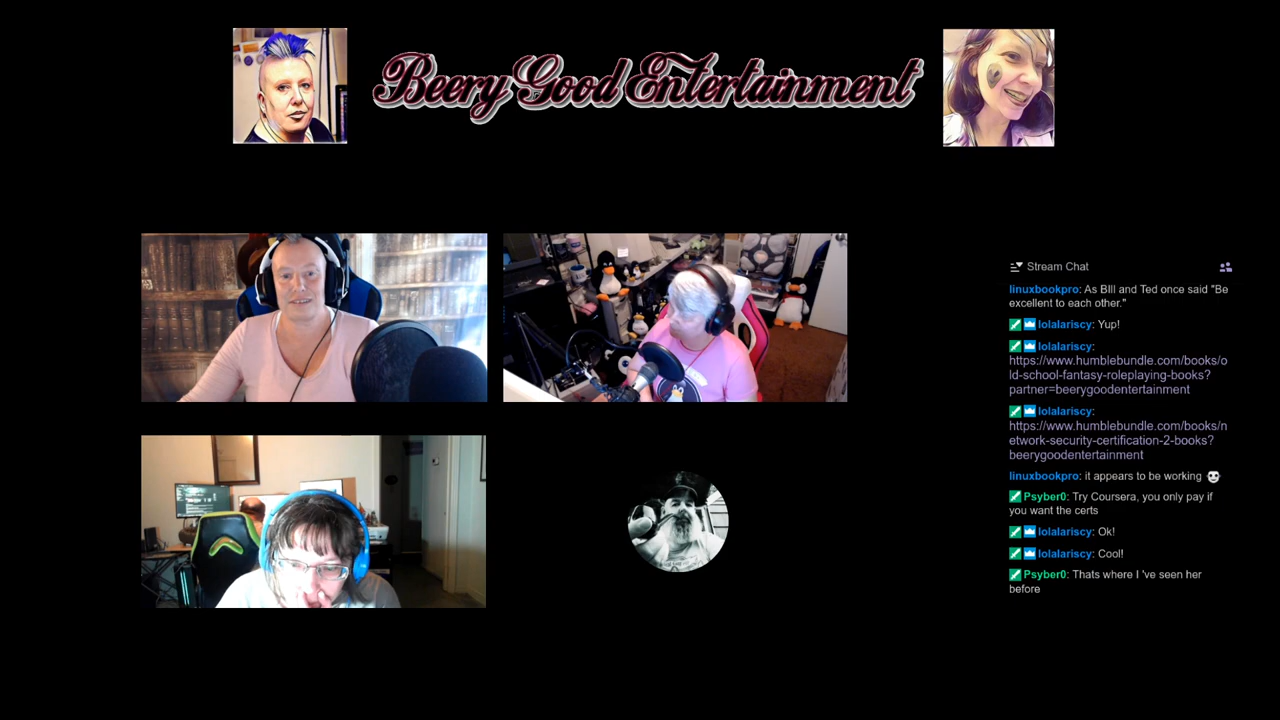 Beery Good Entertainment
Stream Chat
linuxbookpro: As BIll and Ted once said "Be
excellent to each other."
lolalariscy: Yup!
lolalariscy:
https://www.humblebundle.com/books/o
ld-school-fantasy-roleplaying-books?
partner=beerygoodentertainment
lolalariscy:
https://www.humblebundle.com/books/n
etwork-security-certification-2-books?
beerygoodentertainment
linuxbookpro: it appears to be working
Psyber0: Try Coursera, you only pay if
you want the certs
lolalariscy: Ok!
lolalariscy: Cool!
Psyber0: Thats where I 've seen her
before